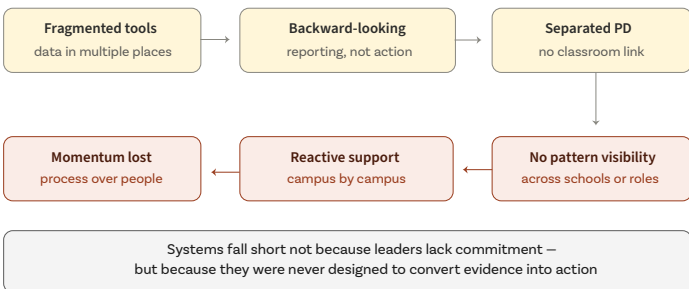 Fragmented tools
data in multiple places
Backward-looking
reporting, not action
Separated PD
no classroom link
Momentum lost
process over people
Reactive support
campus by campus
No pattern visibility
across schools or roles
Systems fall short not because leaders lack commitment —
but because they were never designed to convert evidence into action